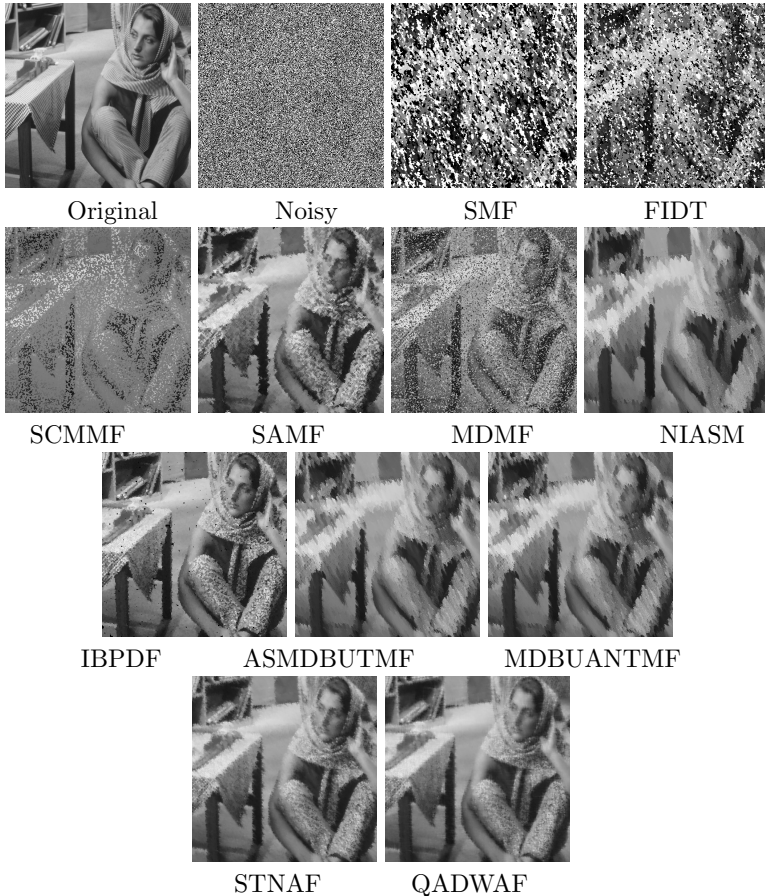 Original Noisy SMF FIDT
SCMMF SAMF MDMF NIASM
IBPDF ASMDBUTMF MDBUANTMF
STNAF QADWAF